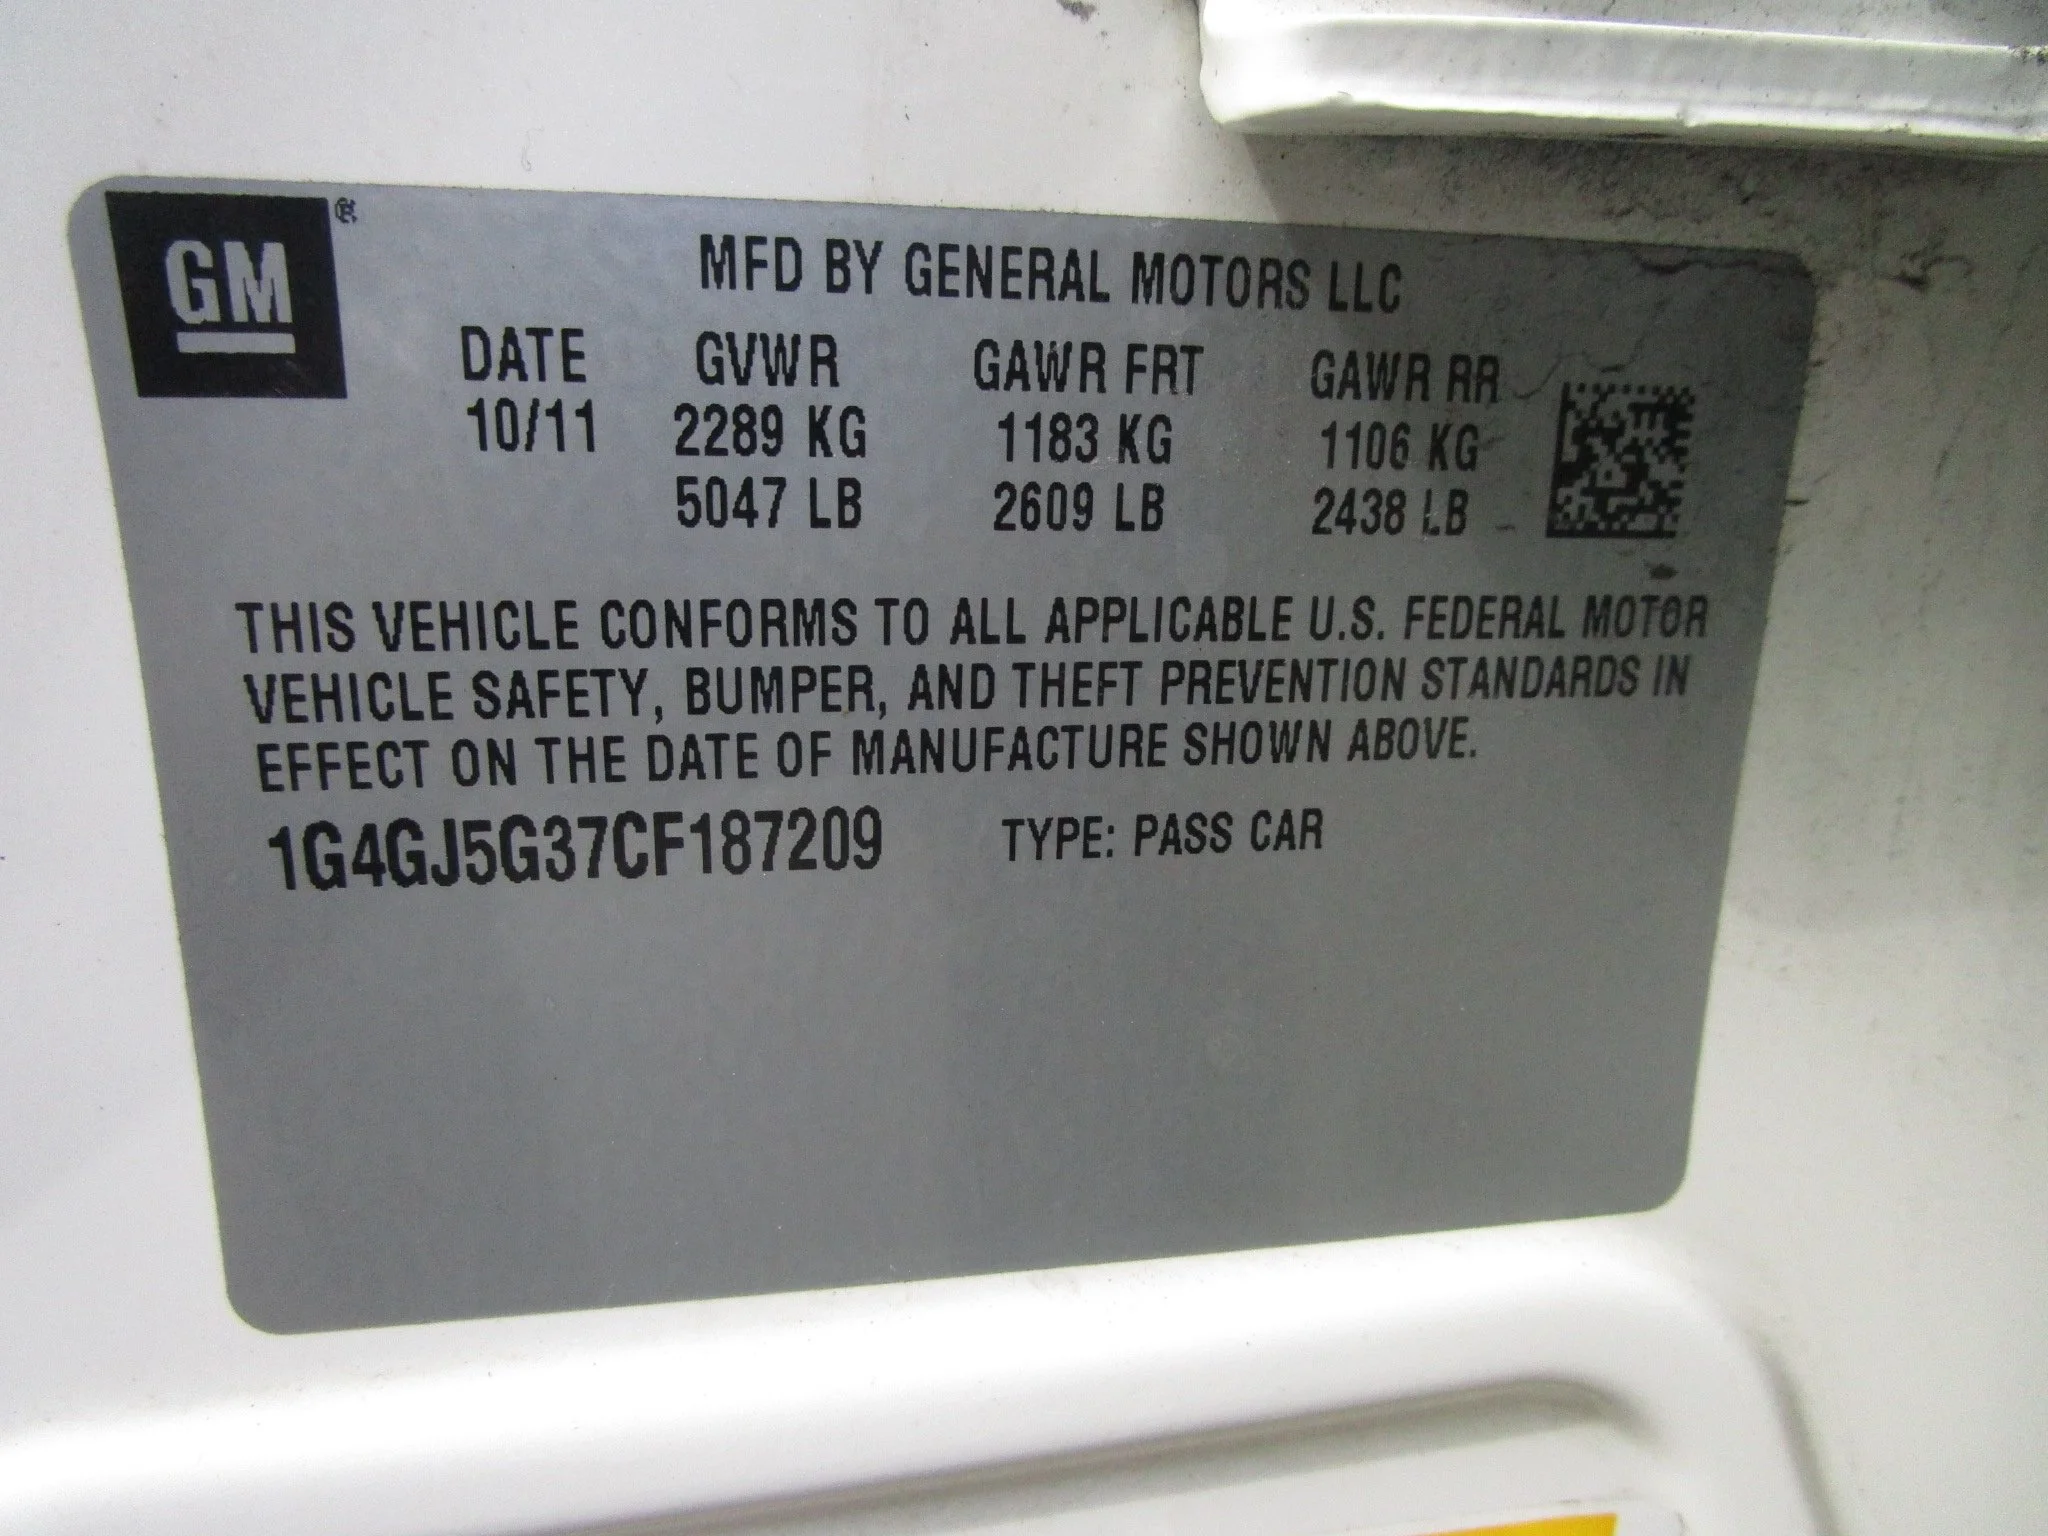 GM®
MFD BY GENERAL MOTORS LLC
DATE GVWR GAWR FRT GAWR RR
10/11 2289 KG 1183 KG 1106 KG
5047 LB 2609 LB 2438 LB
THIS VEHICLE CONFORMS TO ALL APPLICABLE U.S. FEDERAL MOTOR
VEHICLE SAFETY, BUMPER, AND THEFT PREVENTION STANDARDS IN
EFFECT ON THE DATE OF MANUFACTURE SHOWN ABOVE.
1G4GJ5G37CF187209 TYPE: PASS CAR